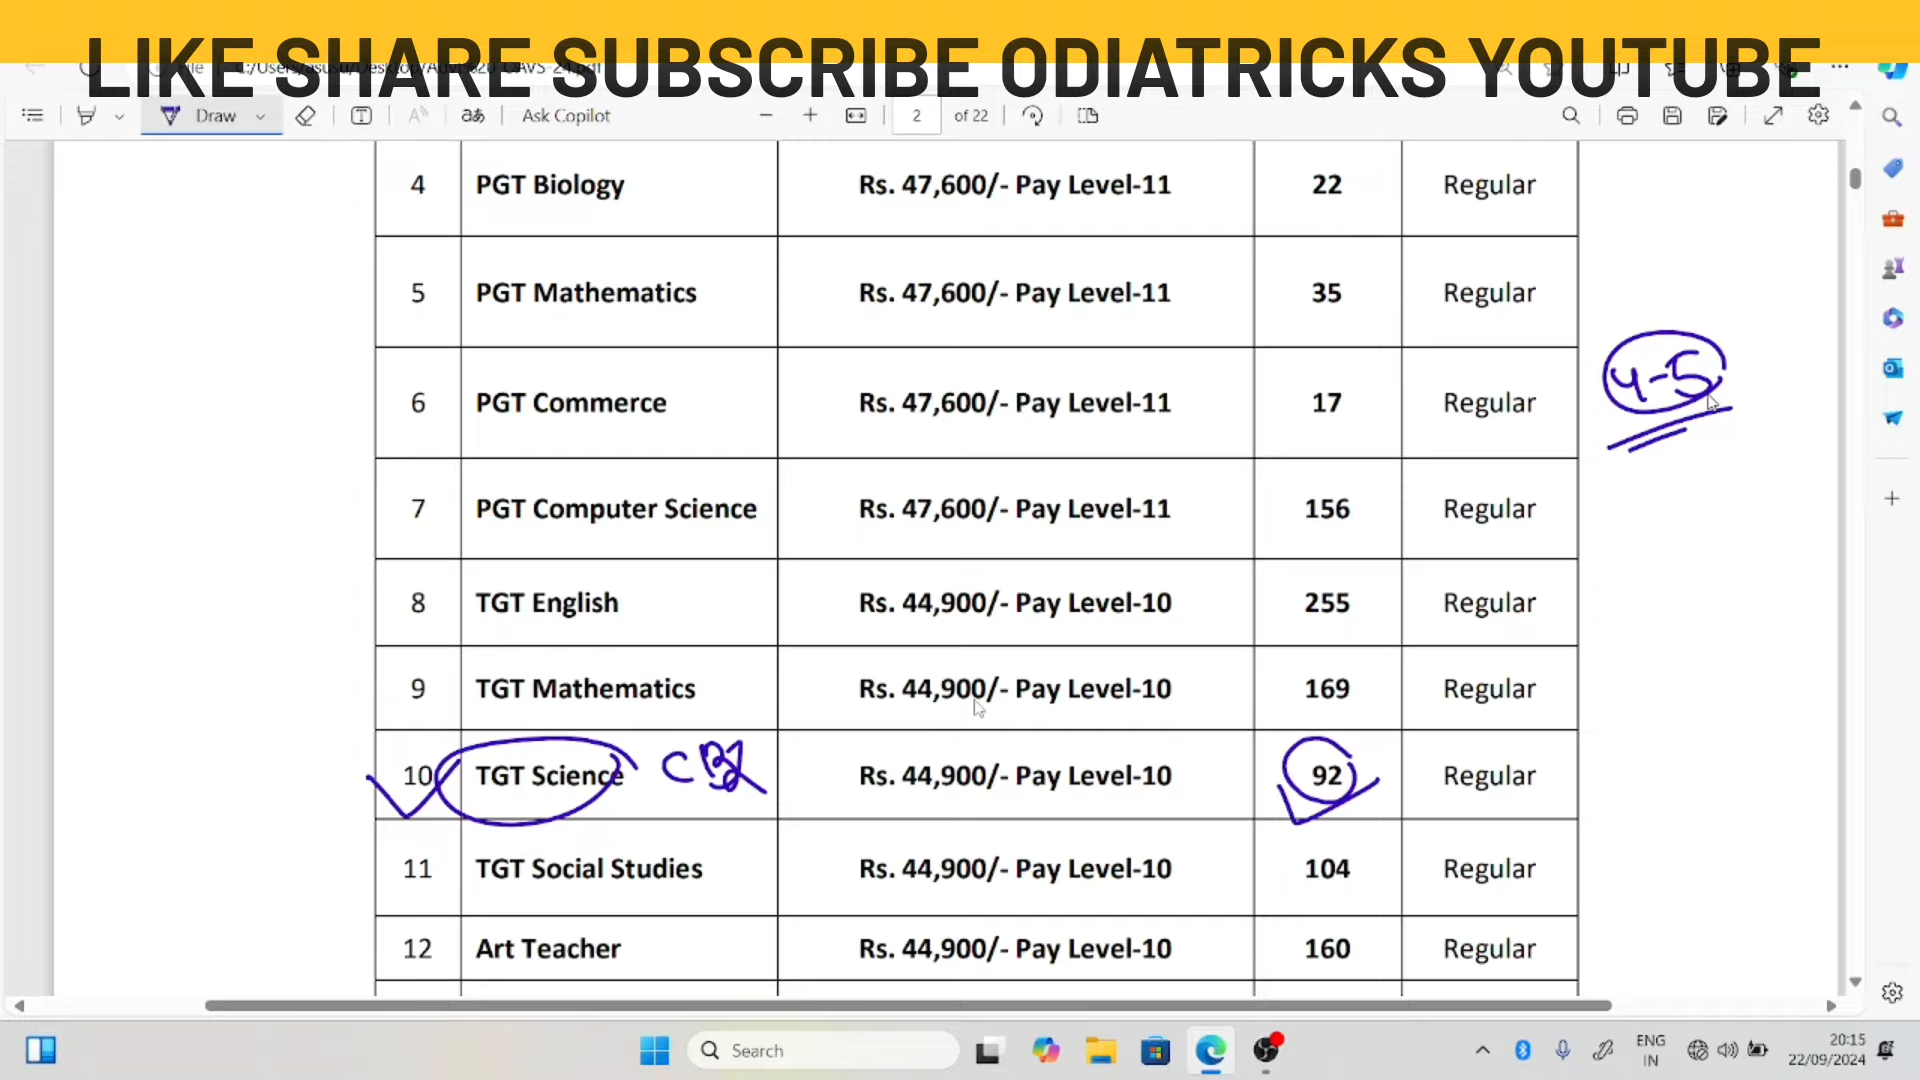 LIKE SHARE SUBSCRIBE ODIATRICKS YOUTUBE
Draw
Ask Copilot
2 of 22
4 PGT Biology Rs. 47,600/- Pay Level-11 22 Regular
5 PGT Mathematics Rs. 47,600/- Pay Level-11 35 Regular
4-5
6 PGT Commerce Rs. 47,600/- Pay Level-11 17 Regular
7 PGT Computer Science Rs. 47,600/- Pay Level-11 156 Regular
8 TGT English Rs. 44,900/- Pay Level-10 255 Regular
9 TGT Mathematics Rs. 44,900/- Pay Level-10 169 Regular
10 TGT Science Rs. 44,900/- Pay Level-10 92 Regular
11 TGT Social Studies Rs. 44,900/- Pay Level-10 104 Regular
12 Art Teacher Rs. 44,900/- Pay Level-10 160 Regular
Search
ENG
IN
20:15
22/09/2024